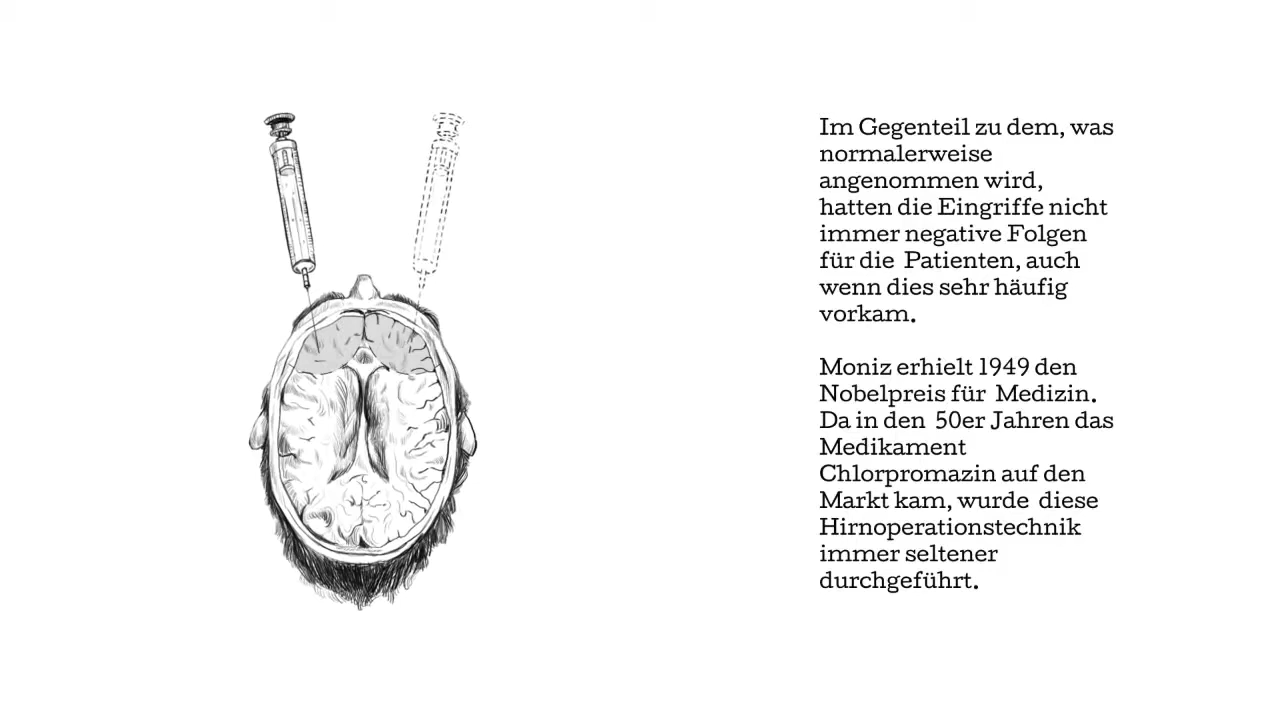 Im Gegenteil zu dem, was
normalerweise
angenommen wird,
hatten die Eingriffe nicht
immer negative Folgen
für die Patienten, auch
wenn dies sehr häufig
vorkam.
Moniz erhielt 1949 den
Nobelpreis für Medizin.
Da in den 50er Jahren das
Medikament
Chlorpromazin auf den
Markt kam, wurde diese
Hirnoperationstechnik
immer seltener
durchgeführt.